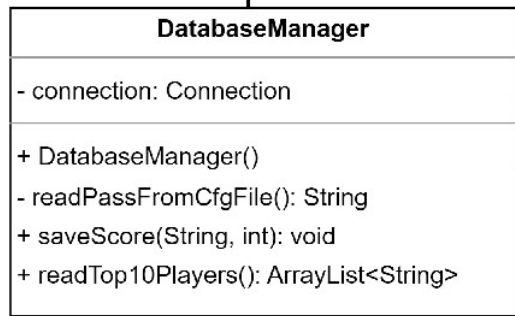 DatabaseManager
- connection: Connection
+ DatabaseManager()
- readPassFromCfgFile(): String
+ saveScore(String, int): void
+ readTop10Players(): ArrayList<String>